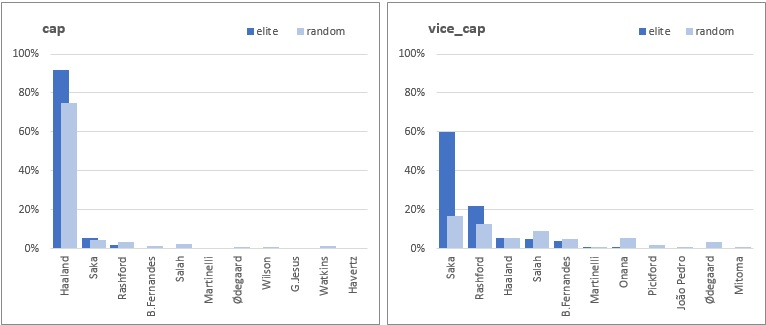 cap
elite random
100%
80%
60%
40%
20%
0%
Haaland
Saka
Rashford
B.Fernandes
Salah
Martinelli
Ødegaard
Wilson
G.Jesus
Watkins
Havertz
vice_cap
elite random
100%
80%
60%
40%
20%
0%
Saka
Rashford
Haaland
Salah
B.Fernandes
Martinelli
Onana
Pickford
João Pedro
Ødegaard
Mitoma